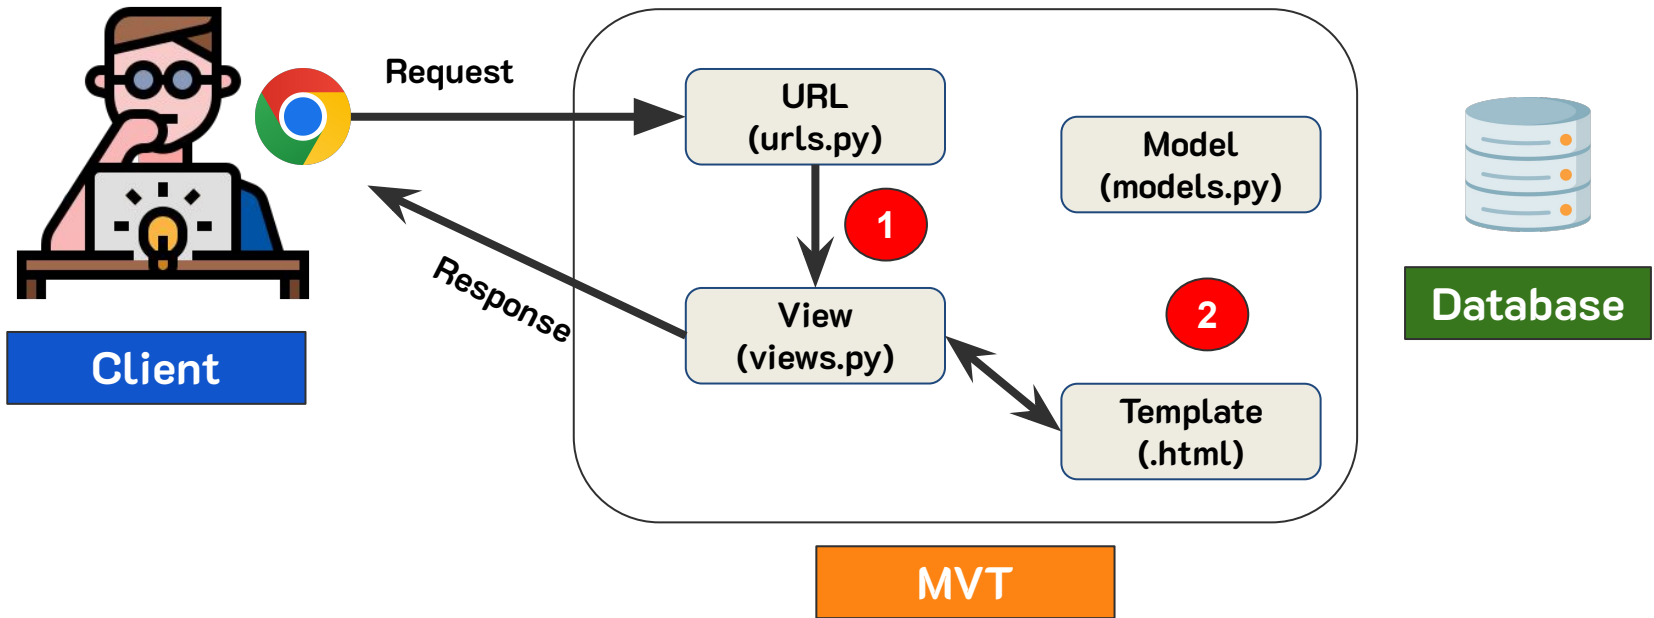 Request
URL
(urls.py)
Model
(models.py)
1
Response
View
(views.py)
2
Database
Client
Template
(.html)
MVT